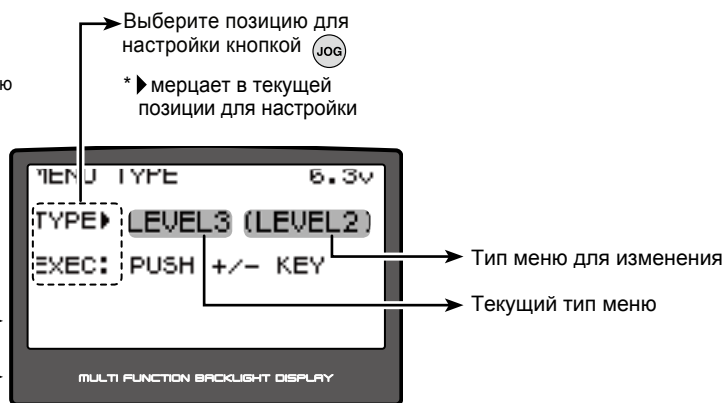 Выберите позицию для
настройки кнопкой JOG
ю
* мерцает в текущей
позиции для настройки
MENU TYPE 6.3v
TYPE LEVEL3 (LEVEL2)
EXEC: PUSH +/- KEY
Тип меню для изменения
Текущий тип меню
MULTI FUNCTION BACKLIGHT DISPLAY